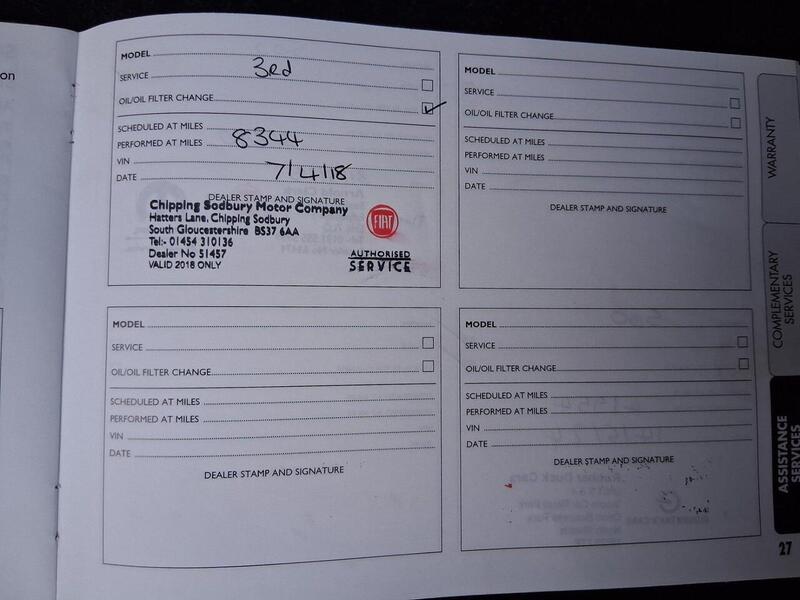 on
MODEL
SERVICE 3rd
OIL/OIL FILTER CHANGE
SCHEDULED AT MILES
PERFORMED AT MILES 8344
VIN
DATE 7/4/18
DEALER STAMP AND SIGNATURE
Chipping Sodbury Motor Company
Hatters Lane, Chipping Sodbury
South Gloucestershire BS37 6AA
Tel:- 01454 310136
Dealer No 51457
VALID 2018 ONLY
FIAT
AUTHORISED
SERVICE
MODEL
SERVICE
OIL/OIL FILTER CHANGE
SCHEDULED AT MILES
PERFORMED AT MILES
VIN
DATE
DEALER STAMP AND SIGNATURE
MODEL
SERVICE
OIL/OIL FILTER CHANGE
SCHEDULED AT MILES
PERFORMED AT MILES
VIN
DATE
DEALER STAMP AND SIGNATURE
MODEL
SERVICE
OIL/OIL FILTER CHANGE
SCHEDULED AT MILES
PERFORMED AT MILES
VIN
DATE
DEALER STAMP AND SIGNATURE
WARRANTY
COMPLEMENTARY
SERVICES
ASSISTANCE
SERVICES
27